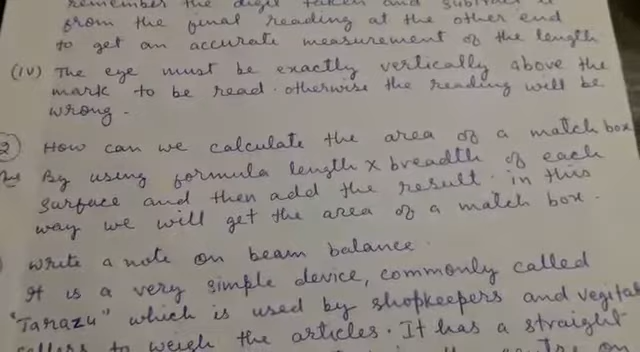 remember the digit taken and subtract it
from the final reading at the other end
to get an accurate measurement of the length
(iv) The eye must be exactly vertically above the
mark to be read. otherwise the reading will be
wrong.
2) How can we calculate the area of a match box
Ans By using formula length x breadth of each
surface and then add the result. in this
way we will get the area of a match box.
write a note on beam balance.
It is a very simple device, commonly called
"Tarazu" which is used by shopkeepers and vegitab
sellers to weigh the articles. It has a straight